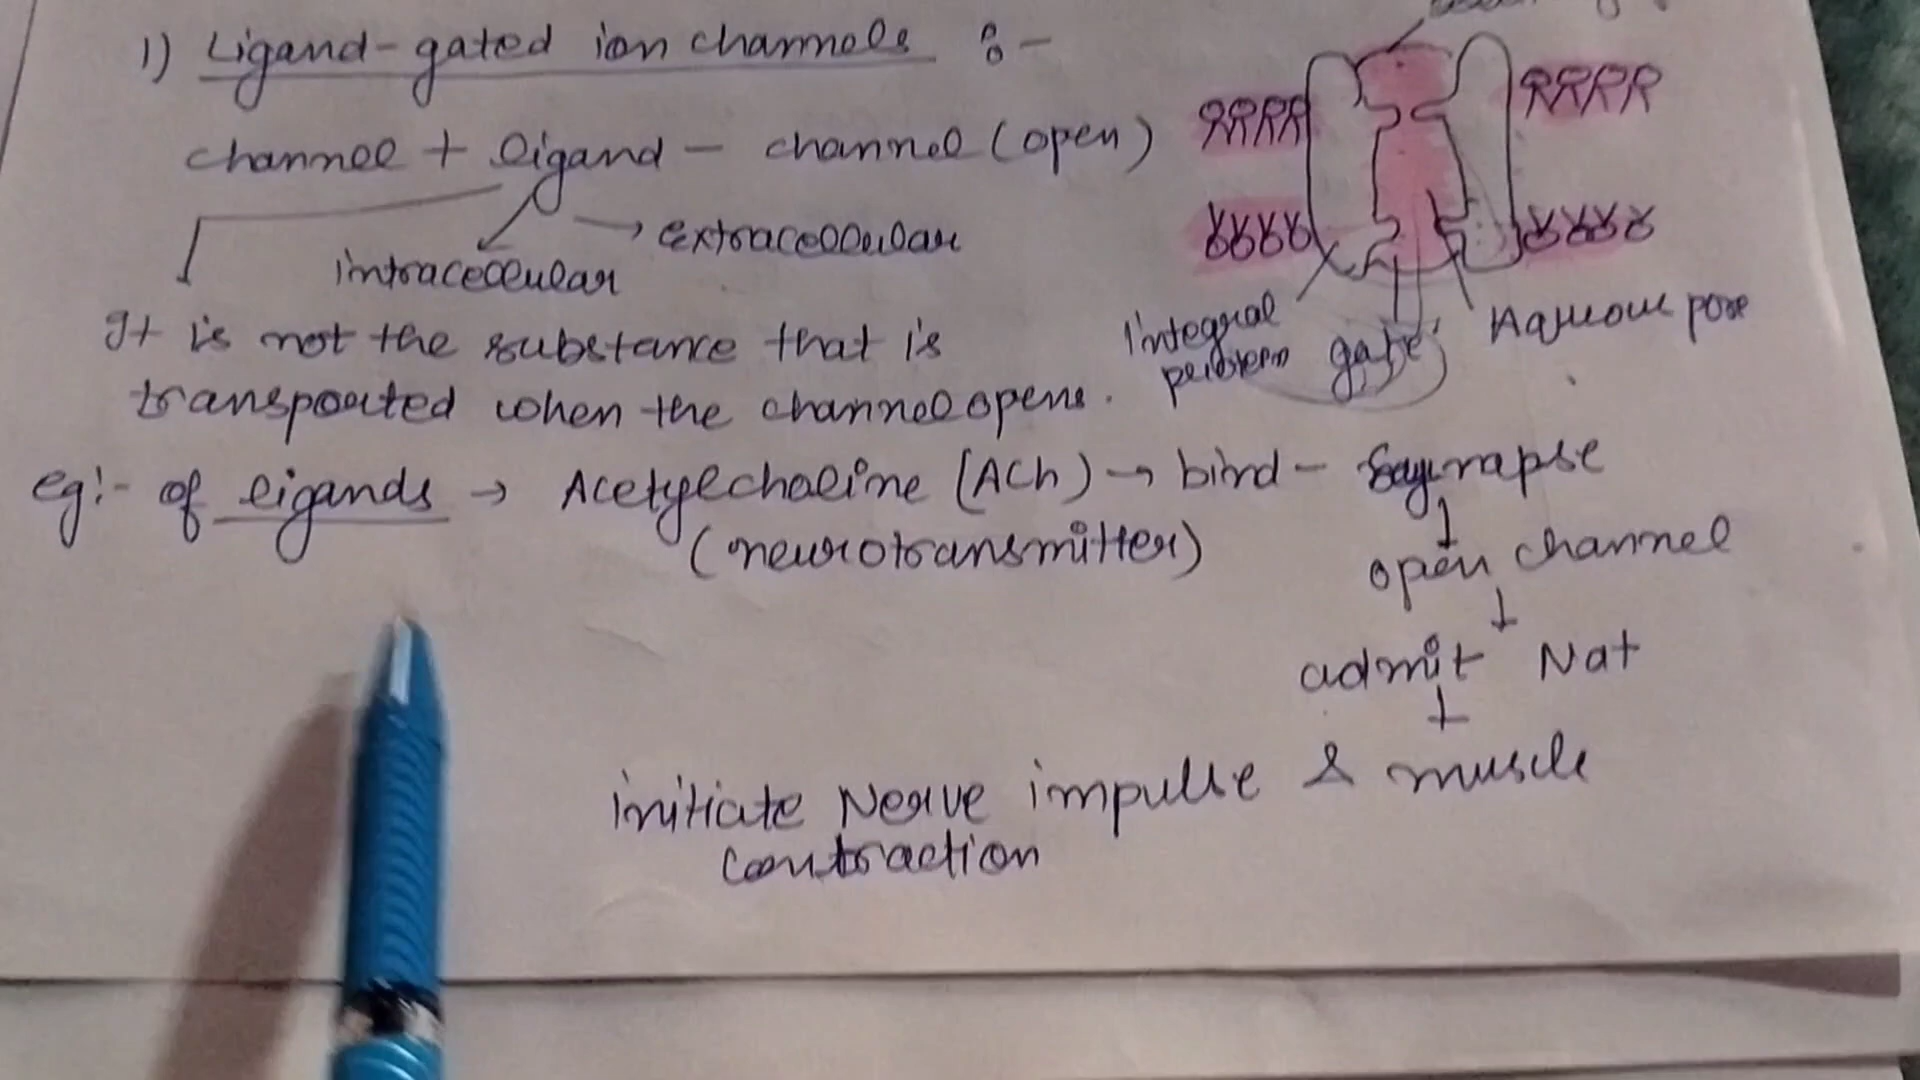 1) Ligand-gated ion channels :-
channel + ligand - channel (open)
→ extracellular
intracellular
It is not the substance that is
transported when the channel opens.
integral
protein
gate
Aqueous pore
eg:- of ligands → Acetylcholine (ACh) → bind - Synapse
(neurotransmitter)
↓
open channel
↓
admit Na+
↓
initiate Nerve impulse & muscle
contraction